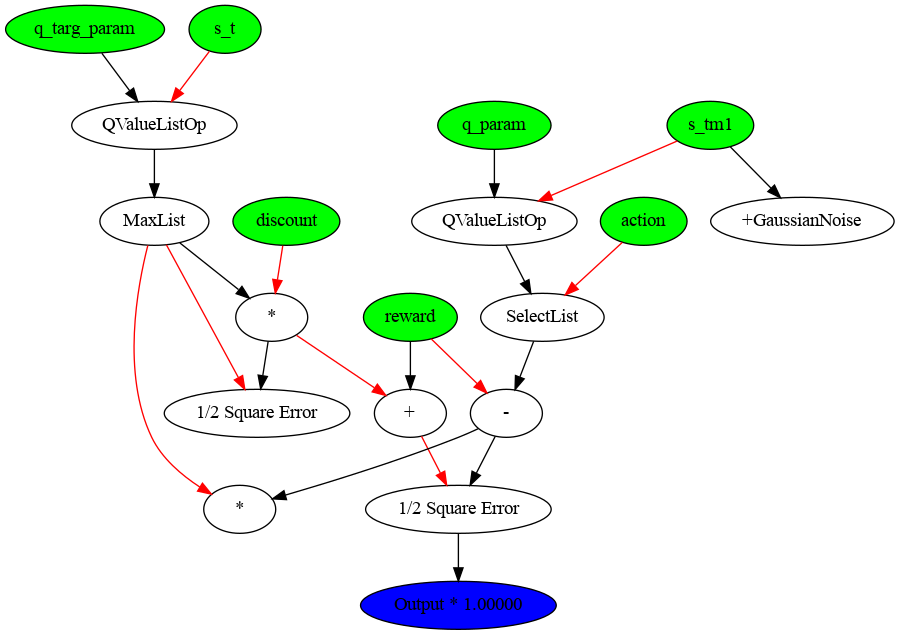 q_targ_param
s_t
QValueListOp
q_param
s_tm1
MaxList
discount
QValueListOp
action
+GaussianNoise
*
reward
SelectList
1/2 Square Error
+
-
*
1/2 Square Error
Output * 1.00000